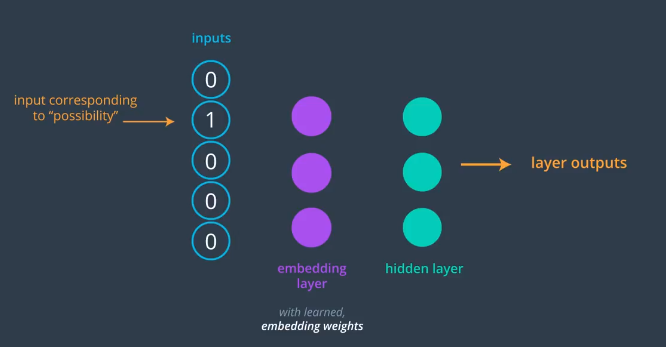 inputs
0
input corresponding
to “possibility”
1
0
0
0
layer outputs
embedding
layer
hidden layer
with learned,
embedding weights